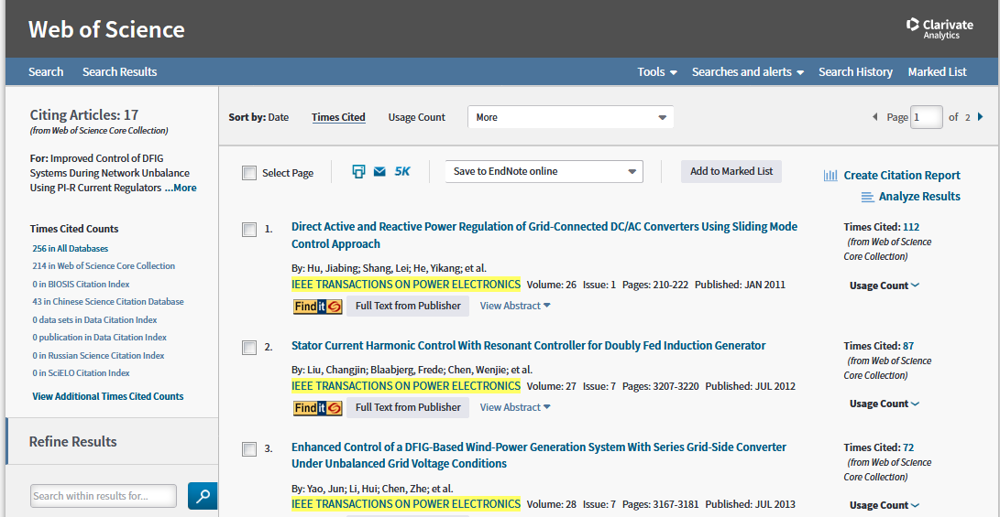 Web of Science
Clarivate
Analytics
Search Search Results Tools Searches and alerts Search History Marked List
Citing Articles: 17
(from Web of Science Core Collection)
For: Improved Control of DFIG
Systems During Network Unbalance
Using PI-R Current Regulators ...More
Times Cited Counts
256 in All Databases
214 in Web of Science Core Collection
0 in BIOSIS Citation Index
43 in Chinese Science Citation Database
0 data sets in Data Citation Index
0 publication in Data Citation Index
0 in Russian Science Citation Index
0 in SciELO Citation Index
View Additional Times Cited Counts
Refine Results
Search within results for...
Sort by: Date Times Cited Usage Count More Page 1 of 2
Select Page 5K Save to EndNote online Add to Marked List
Create Citation Report
Analyze Results
1. Direct Active and Reactive Power Regulation of Grid-Connected DC/AC Converters Using Sliding Mode
Control Approach
By: Hu, Jiabing; Shang, Lei; He, Yikang; et al.
IEEE TRANSACTIONS ON POWER ELECTRONICS Volume: 26 Issue: 1 Pages: 210-222 Published: JAN 2011
Findit Full Text from Publisher View Abstract
Times Cited: 112
(from Web of Science
Core Collection)
Usage Count
2. Stator Current Harmonic Control With Resonant Controller for Doubly Fed Induction Generator
By: Liu, Changjin; Blaabjerg, Frede; Chen, Wenjie; et al.
IEEE TRANSACTIONS ON POWER ELECTRONICS Volume: 27 Issue: 7 Pages: 3207-3220 Published: JUL 2012
Findit Full Text from Publisher View Abstract
Times Cited: 87
(from Web of Science
Core Collection)
Usage Count
3. Enhanced Control of a DFIG-Based Wind-Power Generation System With Series Grid-Side Converter
Under Unbalanced Grid Voltage Conditions
By: Yao, Jun; Li, Hui; Chen, Zhe; et al.
IEEE TRANSACTIONS ON POWER ELECTRONICS Volume: 28 Issue: 7 Pages: 3167-3181 Published: JUL 2013
Times Cited: 72
(from Web of Science
Core Collection)
Usage Count